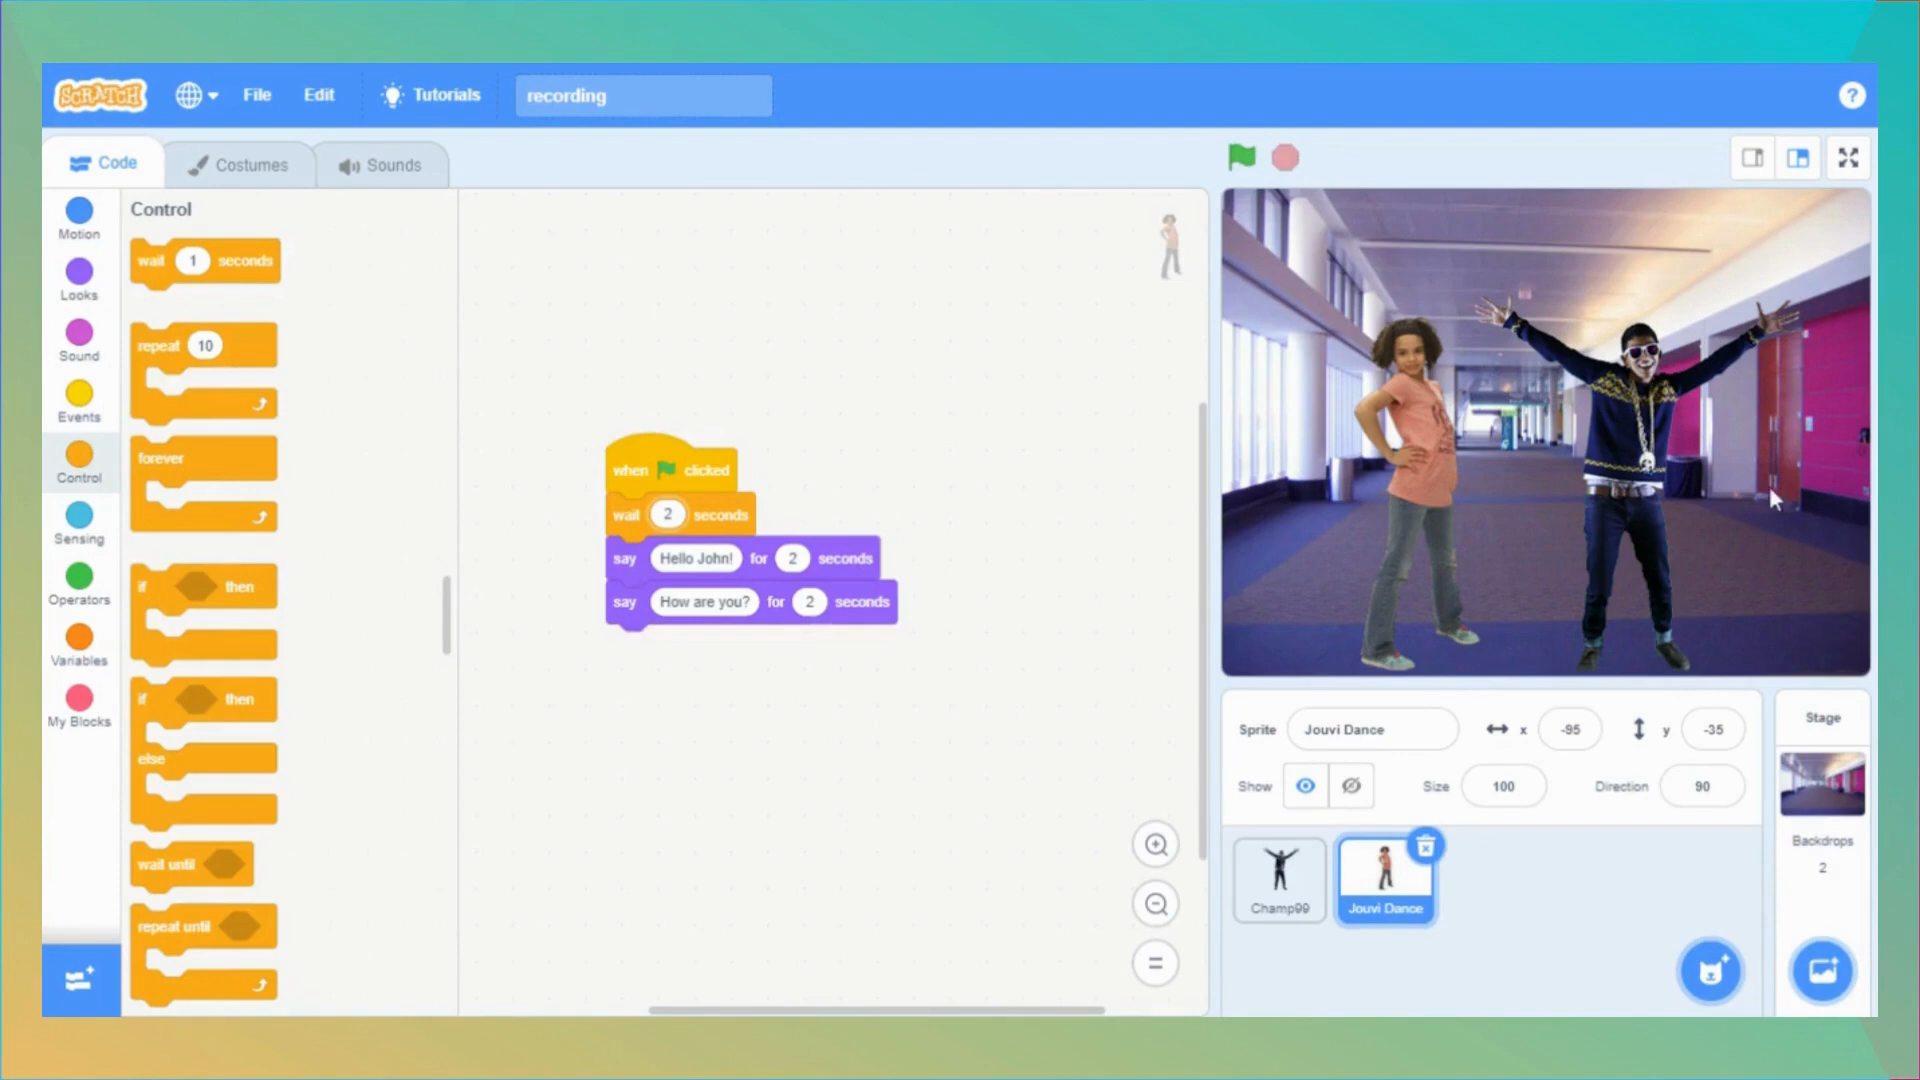 SCRATCH
File
Edit
Tutorials
recording
?
Code
Costumes
Sounds
Motion
Looks
Sound
Events
Control
Sensing
Operators
Variables
My Blocks
Control
wait 1 seconds
repeat 10
forever
if then
if then
else
wait until
repeat until
when clicked
wait 2 seconds
say Hello John! for 2 seconds
say How are you? for 2 seconds
Sprite Jouvi Dance x -95 y -35
Show Size 100 Direction 90
Champ99
Jouvi Dance
Stage
Backdrops
2